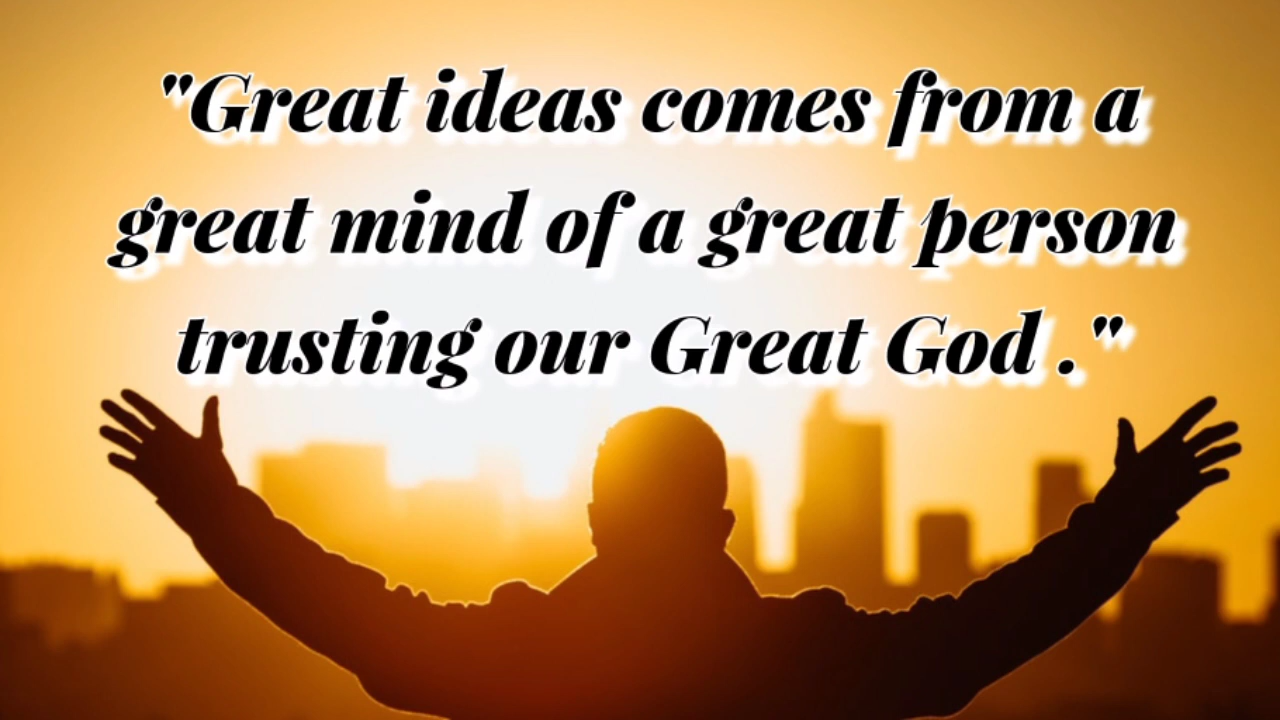 "Great ideas comes from a
great mind of a great person
trusting our Great God ."